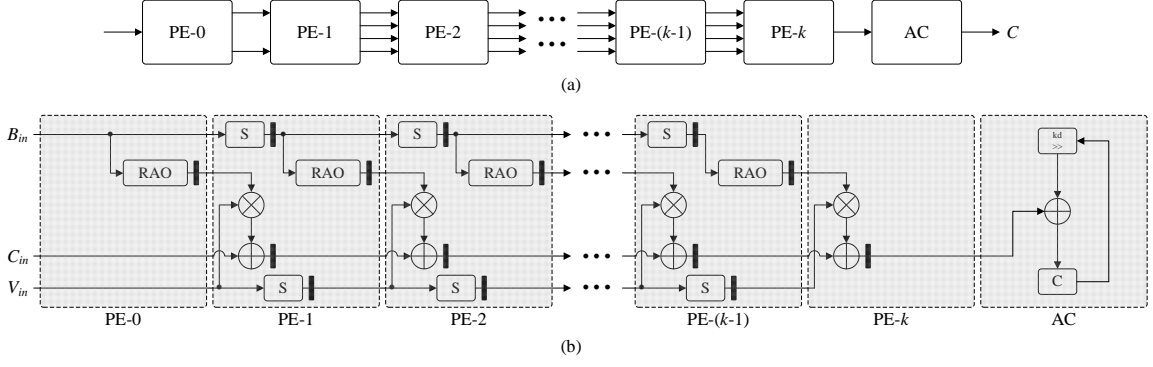 PE-0 PE-1 PE-2 ••• PE-(k-1) PE-k AC C
•••
(a)
B_in S S ••• S kd
>>
RAO RAO RAO RAO
C_in •••
V_in S S ••• S C
PE-0 PE-1 PE-2 PE-(k-1) PE-k AC
(b)